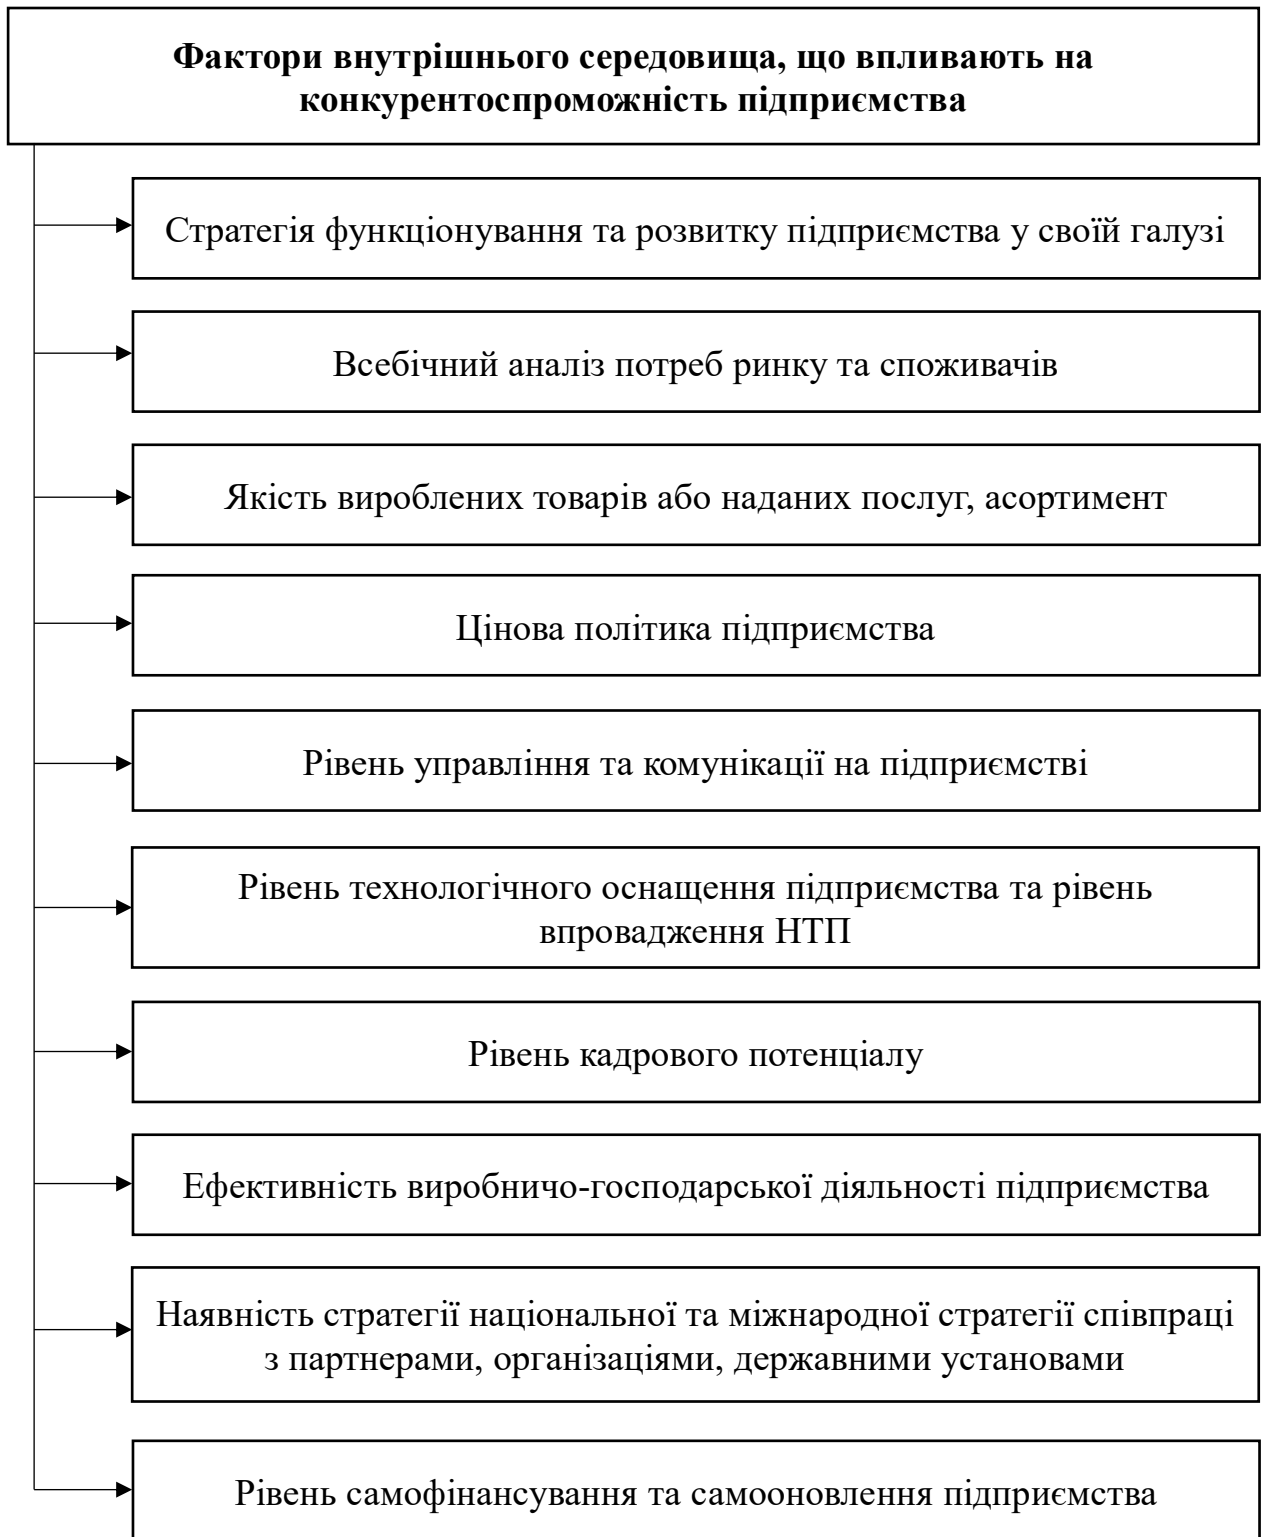 Фактори внутрішнього середовища, що впливають на
конкурентоспроможність підприємства
Стратегія функціонування та розвитку підприємства у своїй галузі
Всебічний аналіз потреб ринку та споживачів
Якість вироблених товарів або наданих послуг, асортимент
Цінова політика підприємства
Рівень управління та комунікації на підприємстві
Рівень технологічного оснащення підприємства та рівень
впровадження НТП
Рівень кадрового потенціалу
Ефективність виробничо-господарської діяльності підприємства
Наявність стратегії національної та міжнародної стратегії співпраці
з партнерами, організаціями, державними установами
Рівень самофінансування та самооновлення підприємства